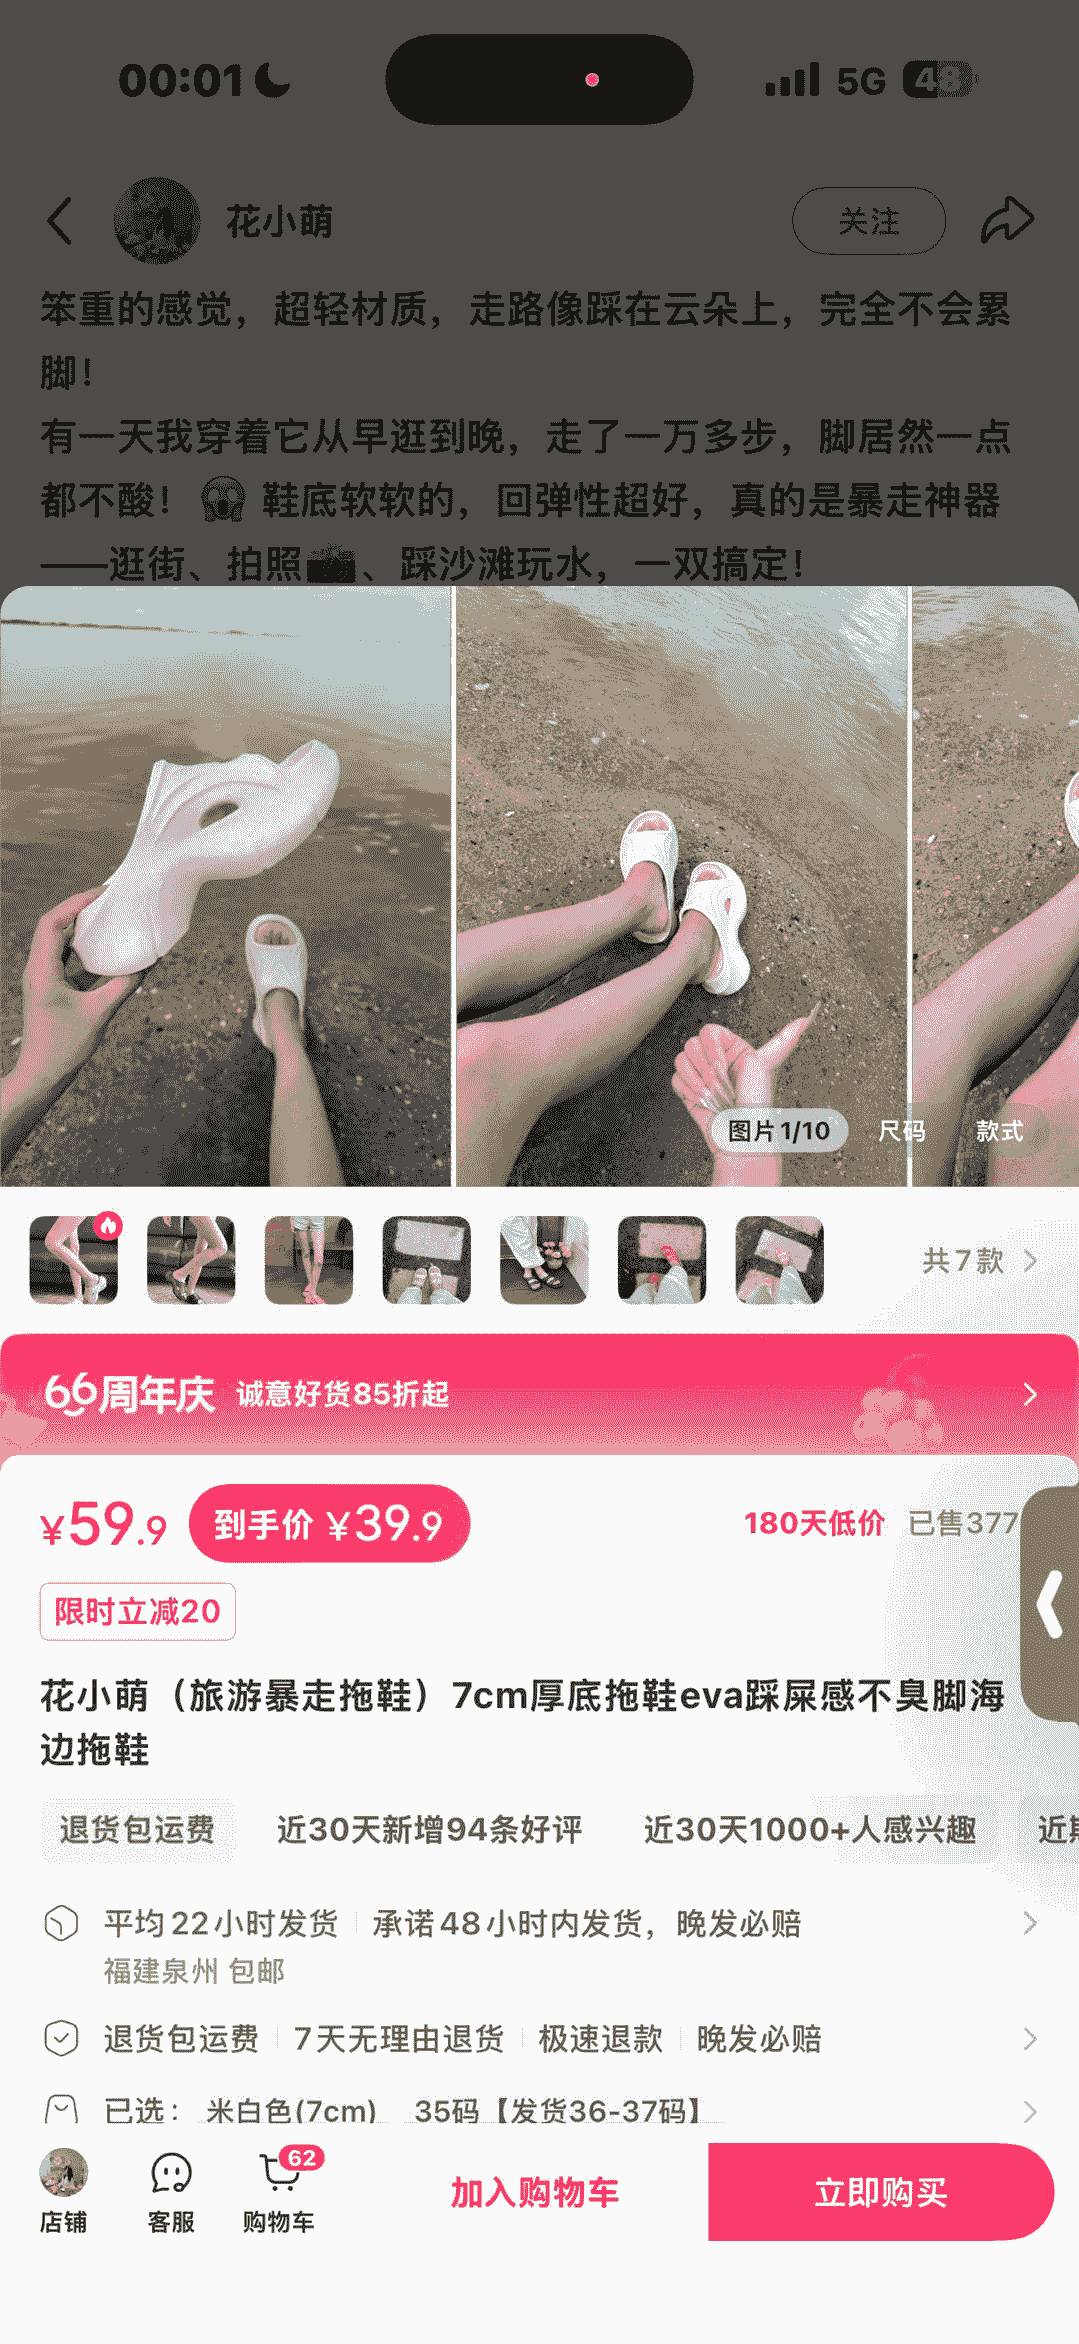 00:01
5G 48
花小萌
关注
笨重的感觉，超轻材质，走路像踩在云朵上，完全不会累
脚！
有一天我穿着它从早逛到晚，走了一万多步，脚居然一点
都不酸！😱 鞋底软软的，回弹性超好，真的是暴走神器
——逛街、拍照📸、踩沙滩玩水，一双搞定！
图片1/10 尺码 款式
共7款
66周年庆 诚意好货85折起
¥59.9 到手价 ¥39.9 180天低价 已售377
限时立减20
花小萌（旅游暴走拖鞋）7cm厚底拖鞋eva踩屎感不臭脚海
边拖鞋
退货包运费 近30天新增94条好评 近30天1000+人感兴趣
平均22小时发货 承诺48小时内发货，晚发必赔
福建泉州 包邮
退货包运费 7天无理由退货 极速退款 晚发必赔
已选： 米白色(7cm) 35码【发货36-37码】
62
店铺 客服 购物车 加入购物车 立即购买